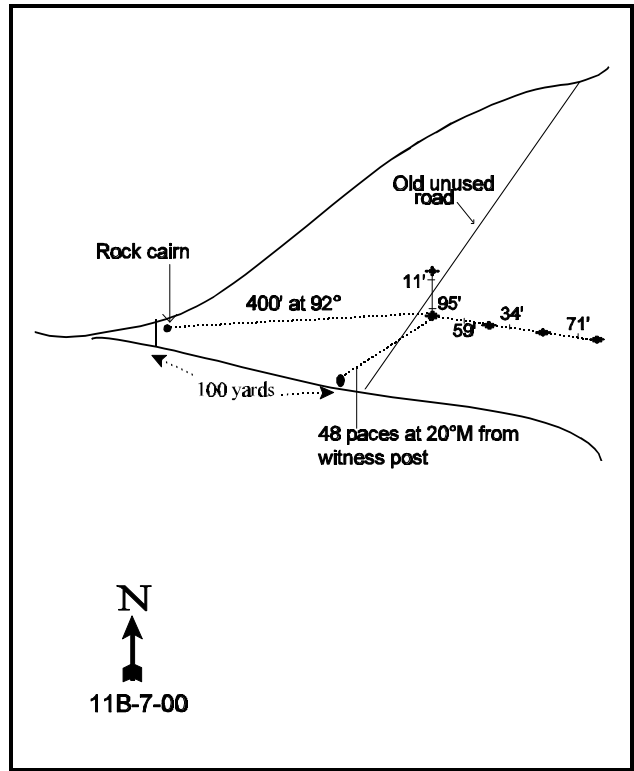 Old unused
road
Rock cairn
11'
400' at 92°
95'
59'
34'
71'
100 yards
48 paces at 20°M from
witness post
N
11B-7-00